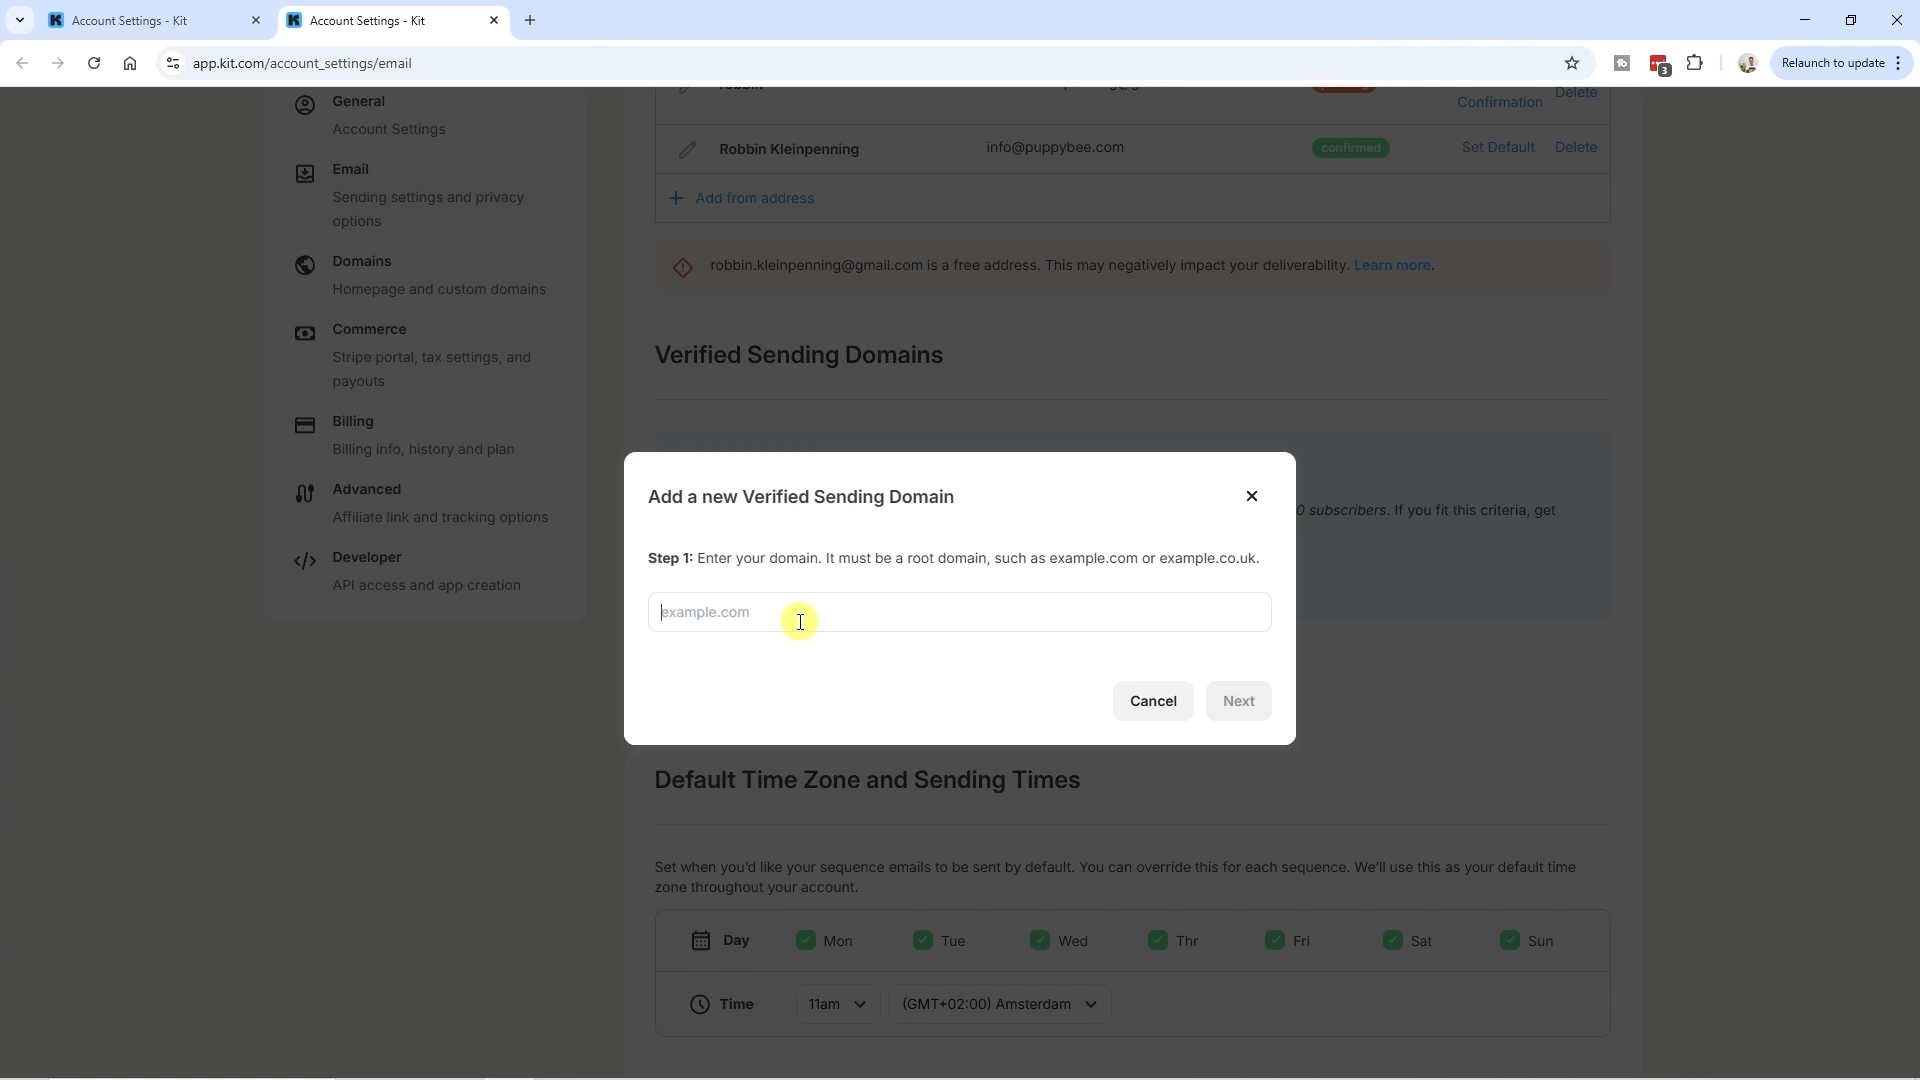 Account Settings - Kit
Account Settings - Kit
app.kit.com/account_settings/email
3
Relaunch to update
General
Account Settings
Email
Sending settings and privacy
options
Domains
Homepage and custom domains
Commerce
Stripe portal, tax settings, and
payouts
Billing
Billing info, history and plan
Advanced
Affiliate link and tracking options
Developer
API access and app creation
Confirmation
Delete
Robbin Kleinpenning
info@puppybee.com
confirmed
Set Default
Delete
Add from address
robbin.kleinpenning@gmail.com is a free address. This may negatively impact your deliverability. Learn more.
Verified Sending Domains
0 subscribers. If you fit this criteria, get
Add a new Verified Sending Domain
Step 1: Enter your domain. It must be a root domain, such as example.com or example.co.uk.
example.com
Cancel
Next
Default Time Zone and Sending Times
Set when you'd like your sequence emails to be sent by default. You can override this for each sequence. We'll use this as your default time
zone throughout your account.
Day
Mon
Tue
Wed
Thr
Fri
Sat
Sun
Time
11am
(GMT+02:00) Amsterdam